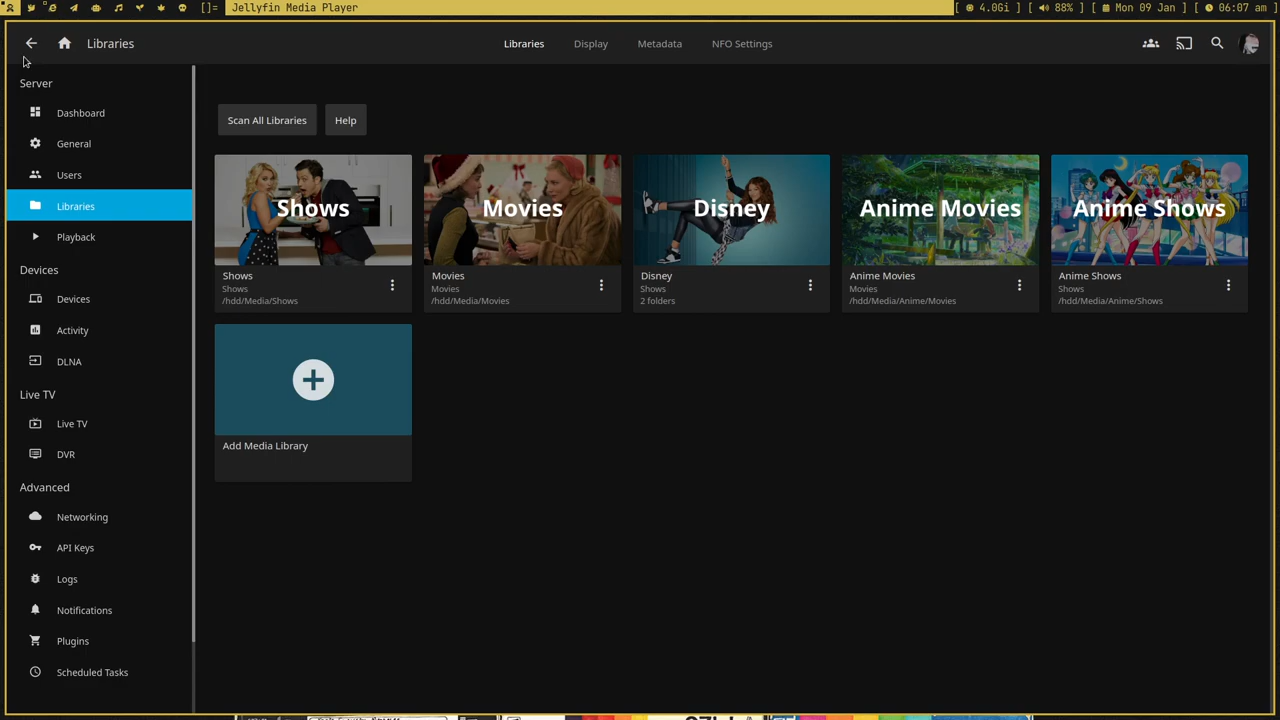 []=
Jellyfin Media Player
[ 4.0Gi ]
[ 88% ]
[ Mon 09 Jan ]
[ 06:07 am ]
Libraries
Libraries
Display
Metadata
NFO Settings
Server
Dashboard
General
Users
Libraries
Playback
Devices
Devices
Activity
DLNA
Live TV
Live TV
DVR
Advanced
Networking
API Keys
Logs
Notifications
Plugins
Scheduled Tasks
Scan All Libraries
Help
Shows
Shows
Shows
/hdd/Media/Shows
Movies
Movies
Movies
/hdd/Media/Movies
Disney
Disney
Shows
2 folders
Anime Movies
Anime Movies
Movies
/hdd/Media/Anime/Movies
Anime Shows
Anime Shows
Shows
/hdd/Media/Anime/Shows
Add Media Library